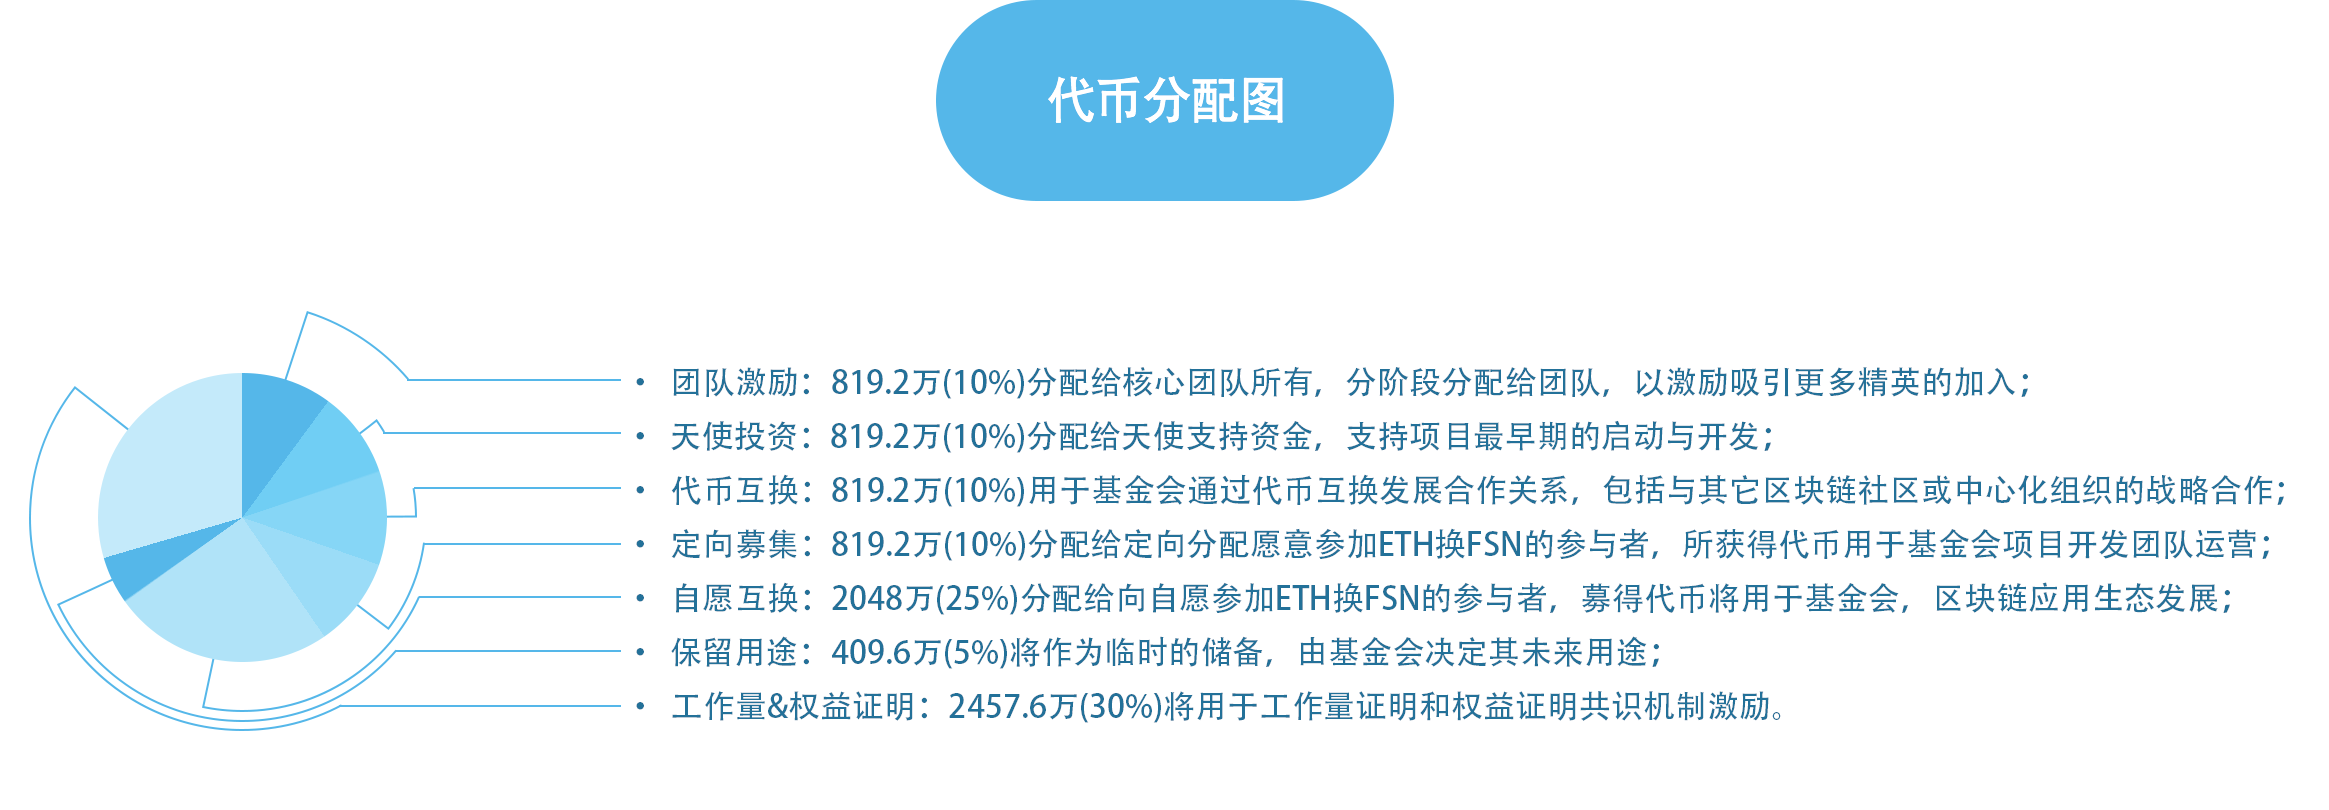 代币分配图
• 团队激励：819.2万(10%)分配给核心团队所有，分阶段分配给团队，以激励吸引更多精英的加入；
• 天使投资：819.2万(10%)分配给天使支持资金，支持项目最早期的启动与开发；
• 代币互换：819.2万(10%)用于基金会通过代币互换发展合作关系，包括与其它区块链社区或中心化组织的战略合作；
• 定向募集：819.2万(10%)分配给定向分配愿意参加ETH换FSN的参与者，所获得代币用于基金会项目开发团队运营；
• 自愿互换：2048万(25%)分配给向自愿参加ETH换FSN的参与者，募得代币将用于基金会，区块链应用生态发展；
• 保留用途：409.6万(5%)将作为临时的储备，由基金会决定其未来用途；
• 工作量&权益证明：2457.6万(30%)将用于工作量证明和权益证明共识机制激励。